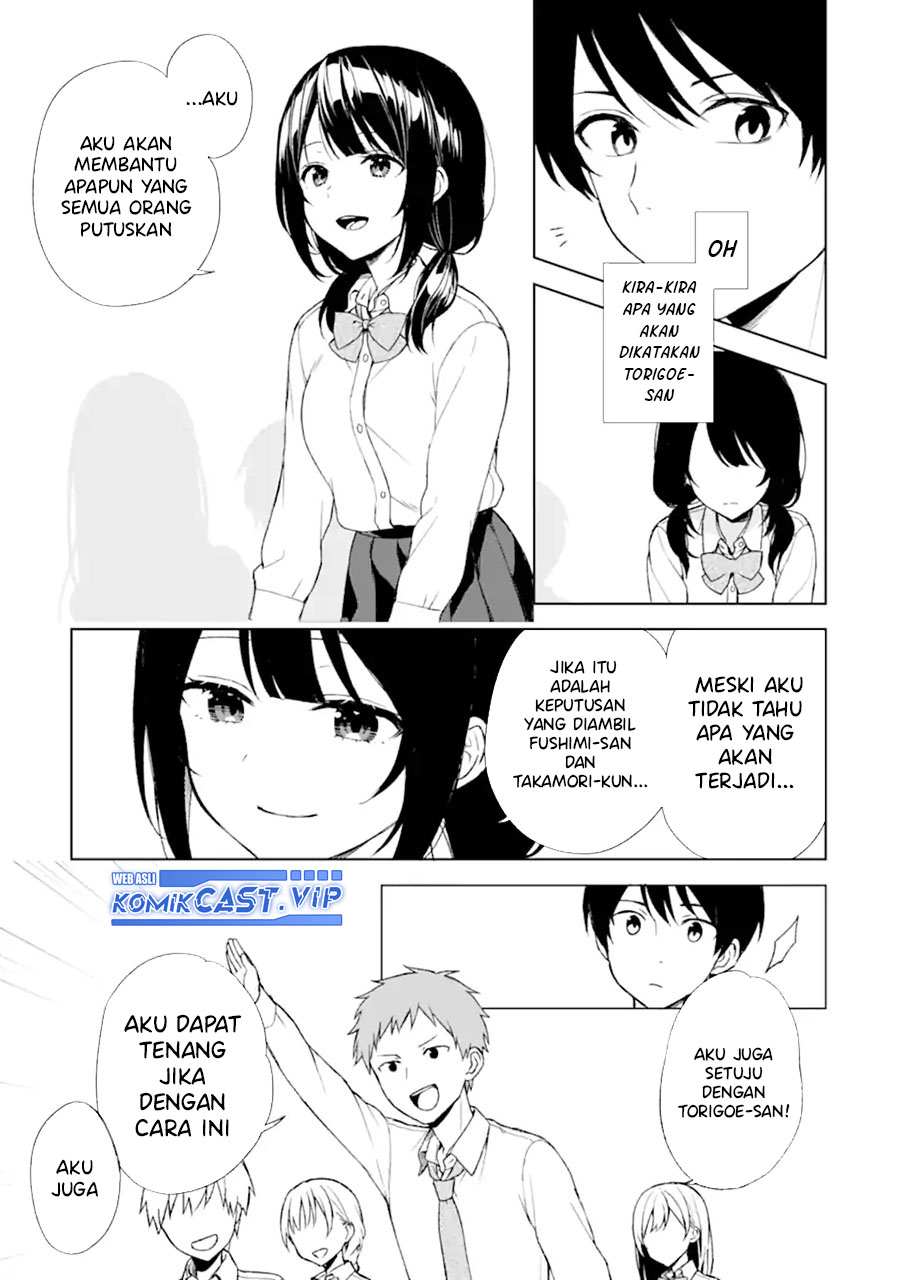 OH
KIRA-KIRA
APA YANG
AKAN
DIKATAKAN
TORIGOE-
SAN
...AKU
AKU AKAN
MEMBANTU
APAPUN YANG
SEMUA ORANG
PUTUSKAN
MESKI AKU
TIDAK TAHU
APA YANG
AKAN
TERJADI...
JIKA ITU
ADALAH
KEPUTUSAN
YANG DIAMBIL
FUSHIMI-SAN
DAN
TAKAMORI-KUN...
WEB ASLI
KOMIKCAST.VIP
AKU JUGA
SETUJU
DENGAN
TORIGOE-SAN!
AKU DAPAT
TENANG
JIKA
DENGAN
CARA INI
AKU
JUGA